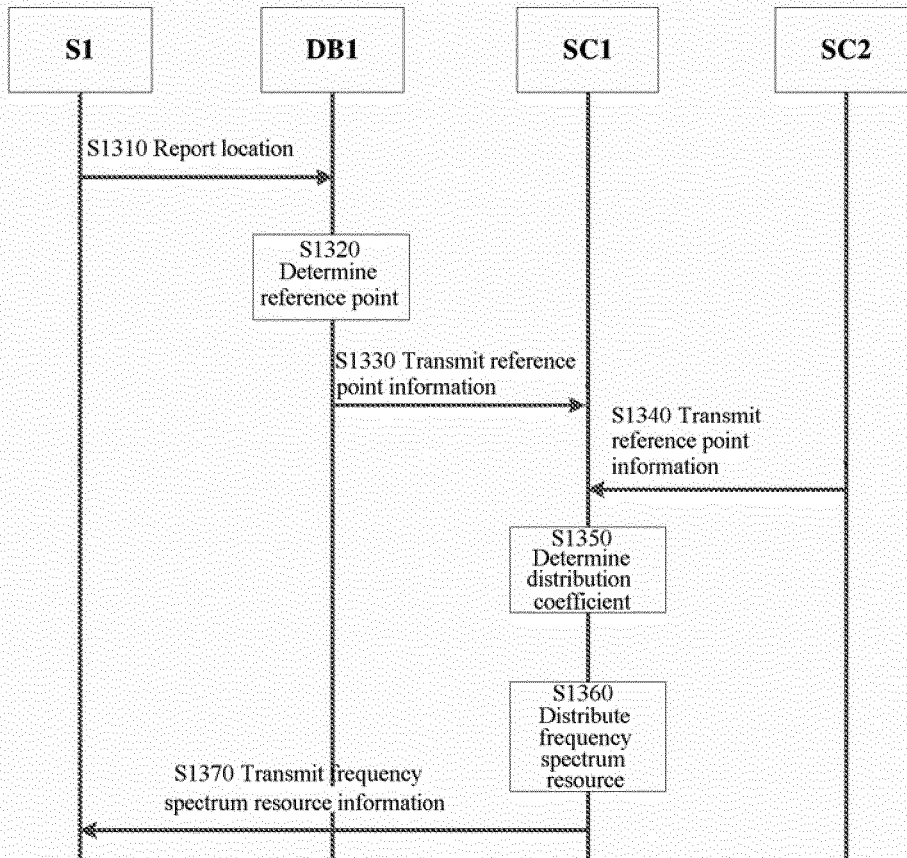 S1
DB1
SC1
SC2
S1310 Report location
S1320
Determine
reference point
S1330 Transmit reference
point information
S1340 Transmit
reference point
information
S1350
Determine
distribution
coefficient
S1360
Distribute
frequency
spectrum
resource
S1370 Transmit frequency
spectrum resource information